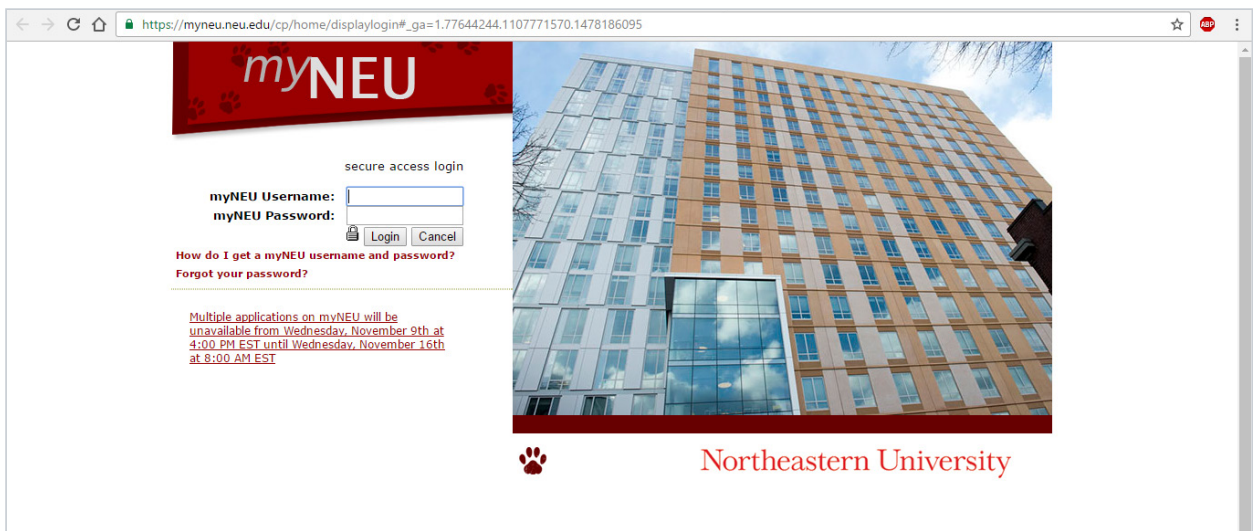 https://myneu.neu.edu/cp/home/displaylogin#_ga=1.77644244.1107771570.1478186095
ABP
myNEU
secure access login
myNEU Username:
myNEU Password:
Login Cancel
How do I get a myNEU username and password?
Forgot your password?
Multiple applications on myNEU will be
unavailable from Wednesday, November 9th at
4:00 PM EST until Wednesday, November 16th
at 8:00 AM EST
Northeastern University